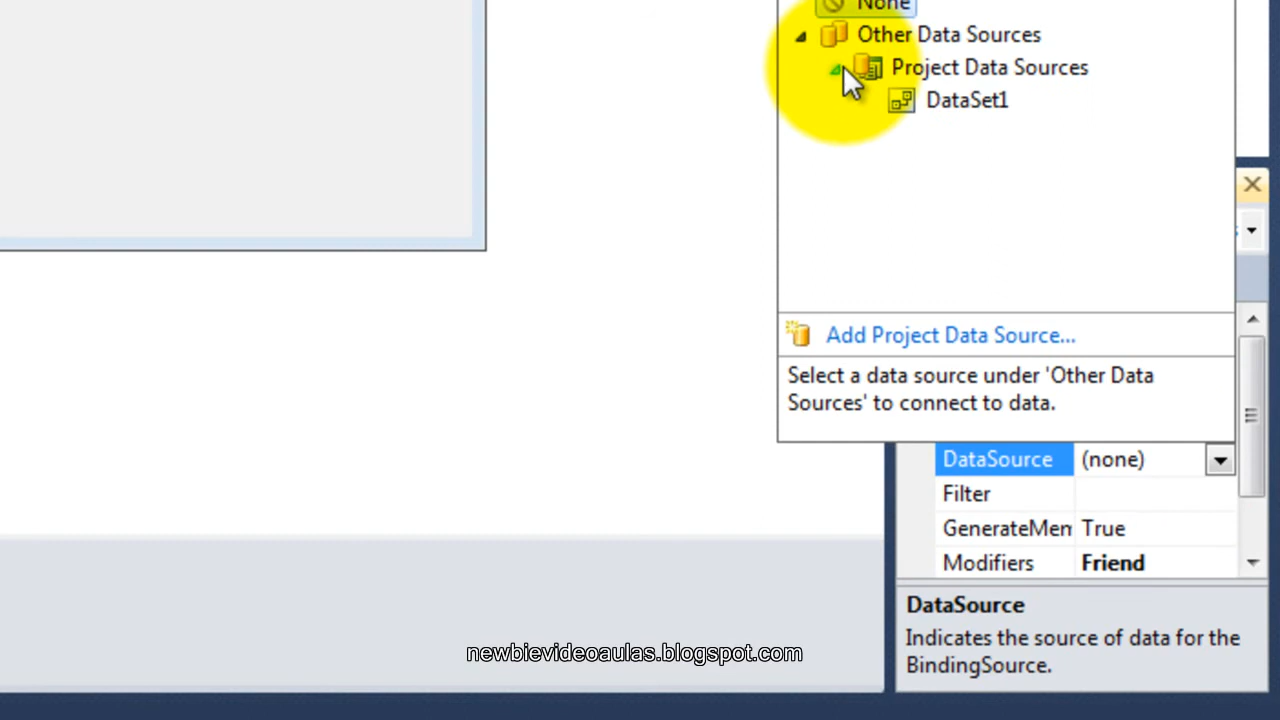 None
Other Data Sources
Project Data Sources
DataSet1
Add Project Data Source...
Select a data source under 'Other Data
Sources' to connect to data.
DataSource (none)
Filter
GenerateMem True
Modifiers Friend
DataSource
Indicates the source of data for the
BindingSource.
newbievideoaulas.blogspot.com